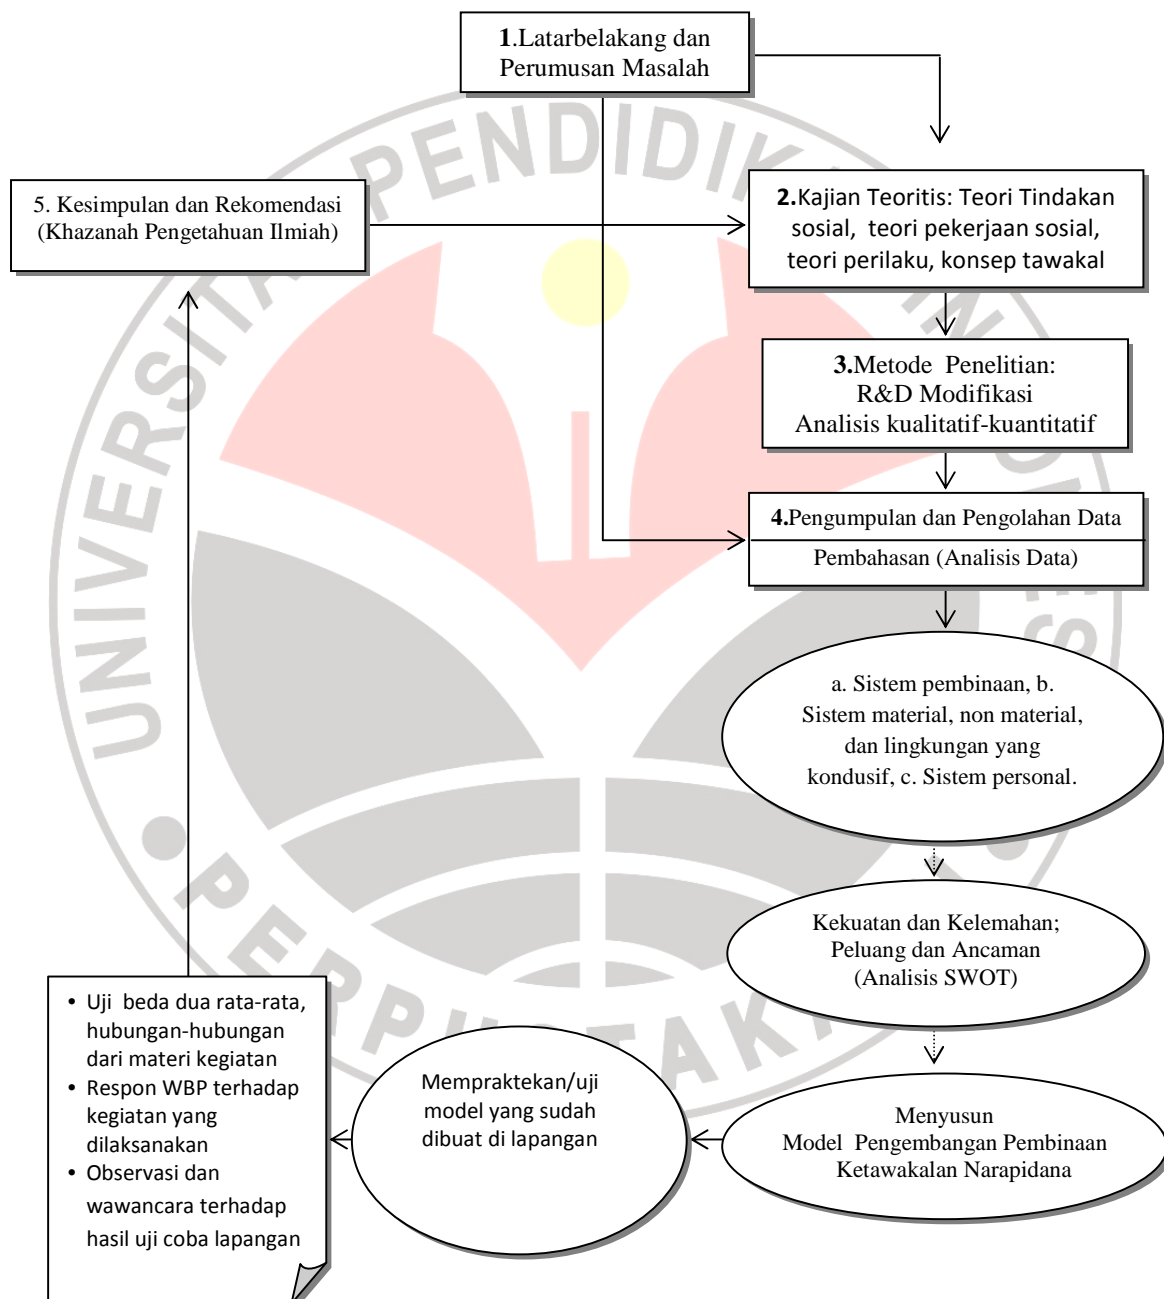 1.Latarbelakang dan
Perumusan Masalah
5. Kesimpulan dan Rekomendasi
(Khazanah Pengetahuan Ilmiah)
2.Kajian Teoritis: Teori Tindakan
sosial, teori pekerjaan sosial,
teori perilaku, konsep tawakal
3.Metode Penelitian:
R&D Modifikasi
Analisis kualitatif-kuantitatif
4.Pengumpulan dan Pengolahan Data
Pembahasan (Analisis Data)
a. Sistem pembinaan, b.
Sistem material, non material,
dan lingkungan yang
kondusif, c. Sistem personal.
Kekuatan dan Kelemahan;
Peluang dan Ancaman
(Analisis SWOT)
Menyusun
Model Pengembangan Pembinaan
Ketawakalan Narapidana
Mempraktekan/uji
model yang sudah
dibuat di lapangan
• Uji beda dua rata-rata,
hubungan-hubungan
dari materi kegiatan
• Respon WBP terhadap
kegiatan yang
dilaksanakan
• Observasi dan
wawancara terhadap
hasil uji coba lapangan
UNIVERSITAS PENDIDIKAN